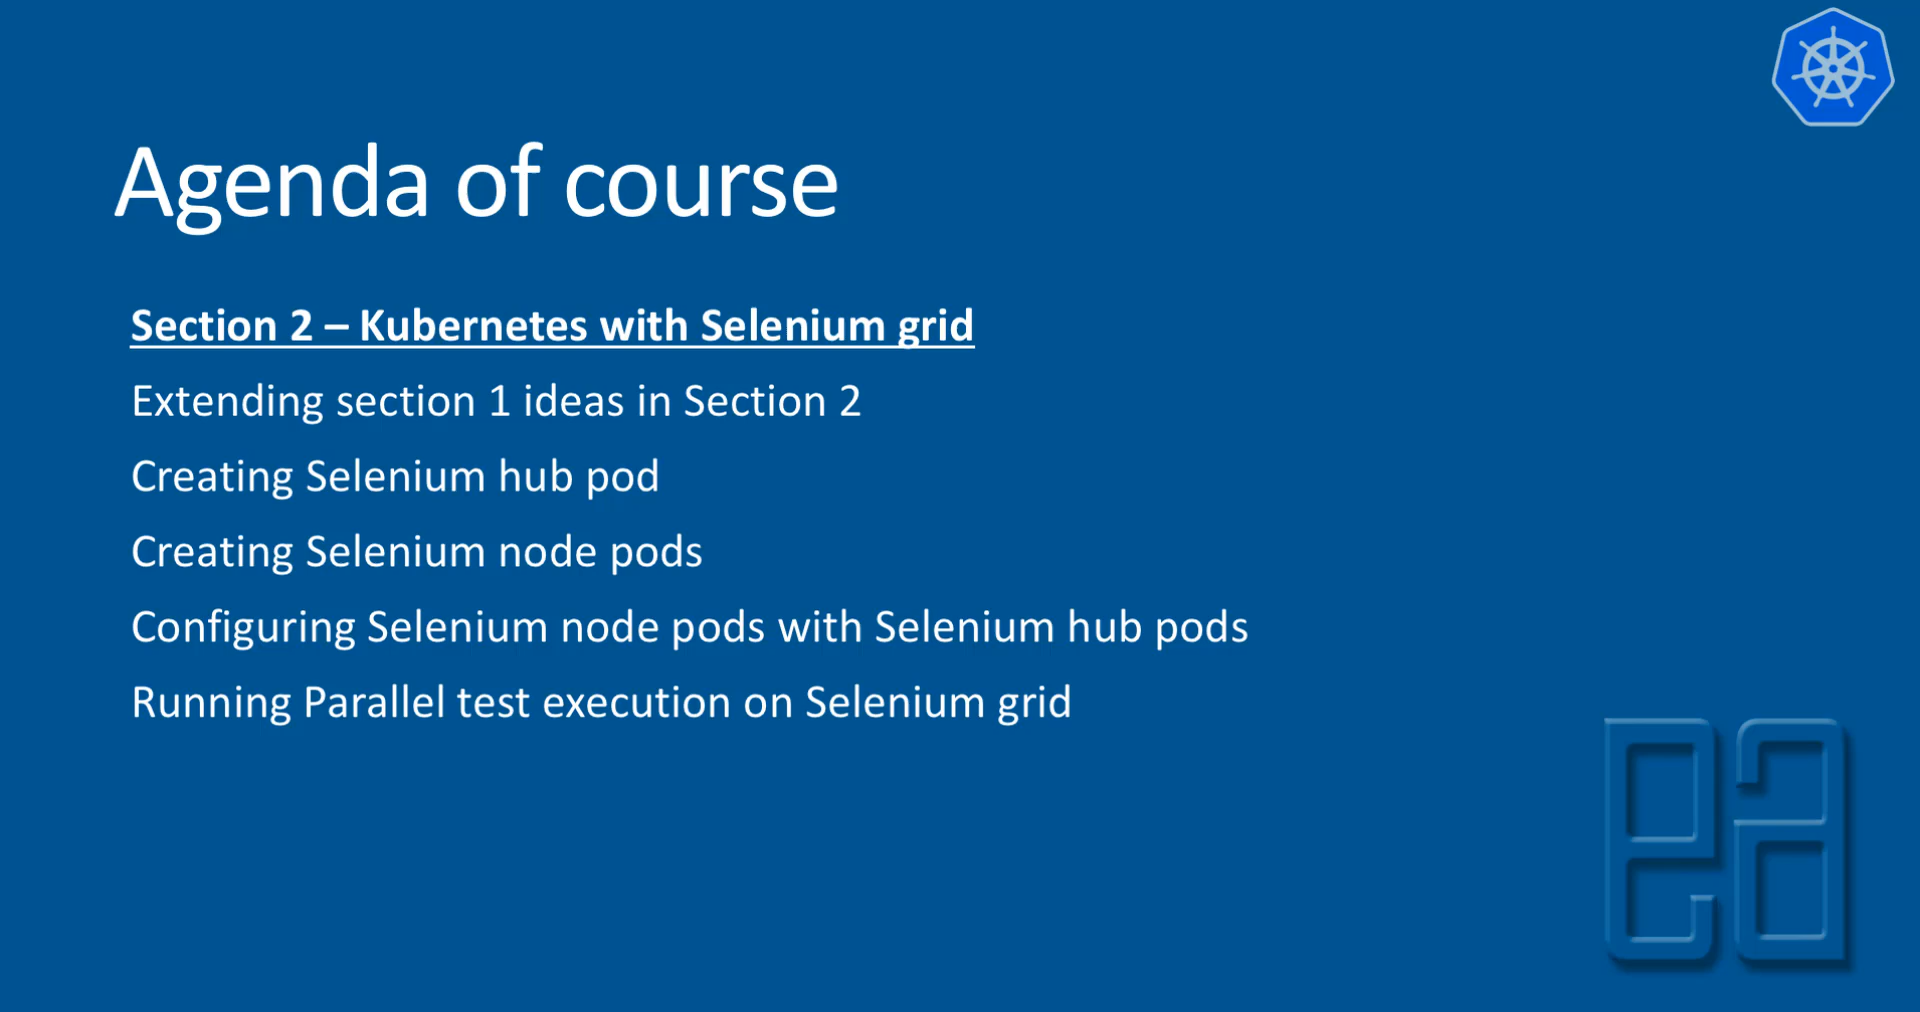 Agenda of course
Section 2 – Kubernetes with Selenium grid
Extending section 1 ideas in Section 2
Creating Selenium hub pod
Creating Selenium node pods
Configuring Selenium node pods with Selenium hub pods
Running Parallel test execution on Selenium grid
ea